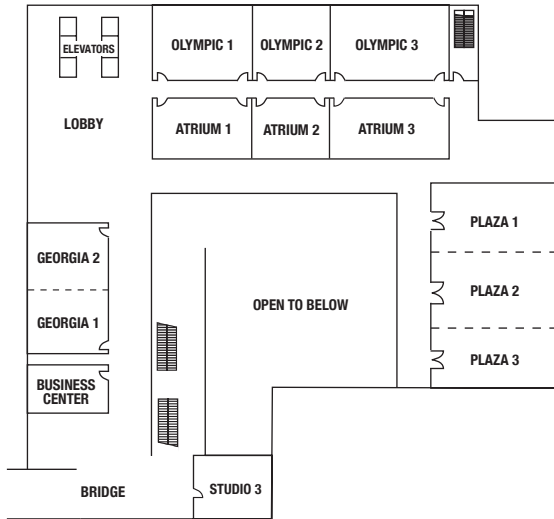 OLYMPIC 1
OLYMPIC 2
OLYMPIC 3
ELEVATORS
LOBBY
ATRIUM 1
ATRIUM 2
ATRIUM 3
PLAZA 1
GEORGIA 2
PLAZA 2
OPEN TO BELOW
GEORGIA 1
PLAZA 3
BUSINESS
CENTER
BRIDGE
STUDIO 3